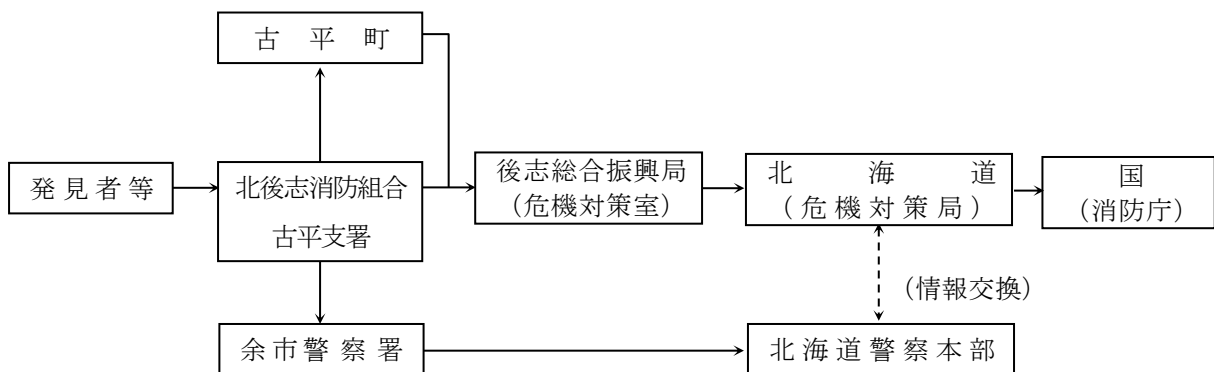 古平町
発見者等
北後志消防組合
古平支署
後志総合振興局
（危機対策室）
北海道
（危機対策局）
国
（消防庁）
（情報交換）
余市警察署
北海道警察本部